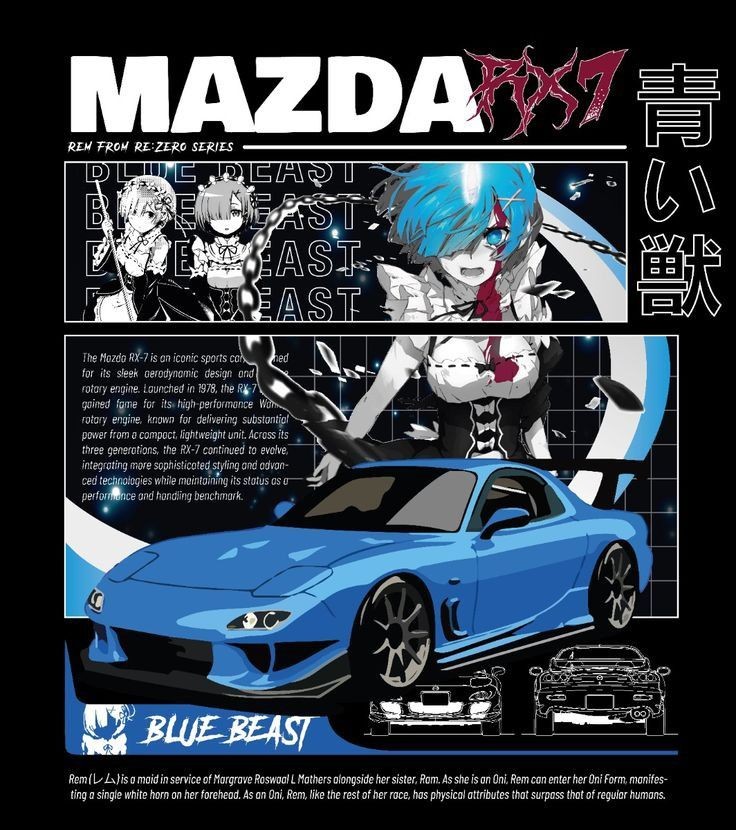 MAZDA RX7
REM FROM RE:ZERO SERIES
青い獣
BLUE BEAST
BLUE BEAST
BLUE BEAST
BLUE BEAST
The Mazda RX-7 is an iconic sports car,
for its sleek aerodynamic design and
rotary engine. Launched in 1978, the RX-7
gained fame for its high-performance
rotary engine, known for delivering substantial
power from a compact, lightweight unit. Across its
three generations, the RX-7 continued to evolve,
integrating more sophisticated styling and advan-
ced technologies while maintaining its status as a
performance and handling benchmark.
BLUE BEAST
Rem (レム) is a maid in service of Margrave Roswaal L Mathers alongside her sister, Ram. As she is an Oni, Rem can enter her Oni Form, manifes-
ting a single white horn on her forehead. As an Oni, Rem, like the rest of her race, has physical attributes that surpass that of regular humans.